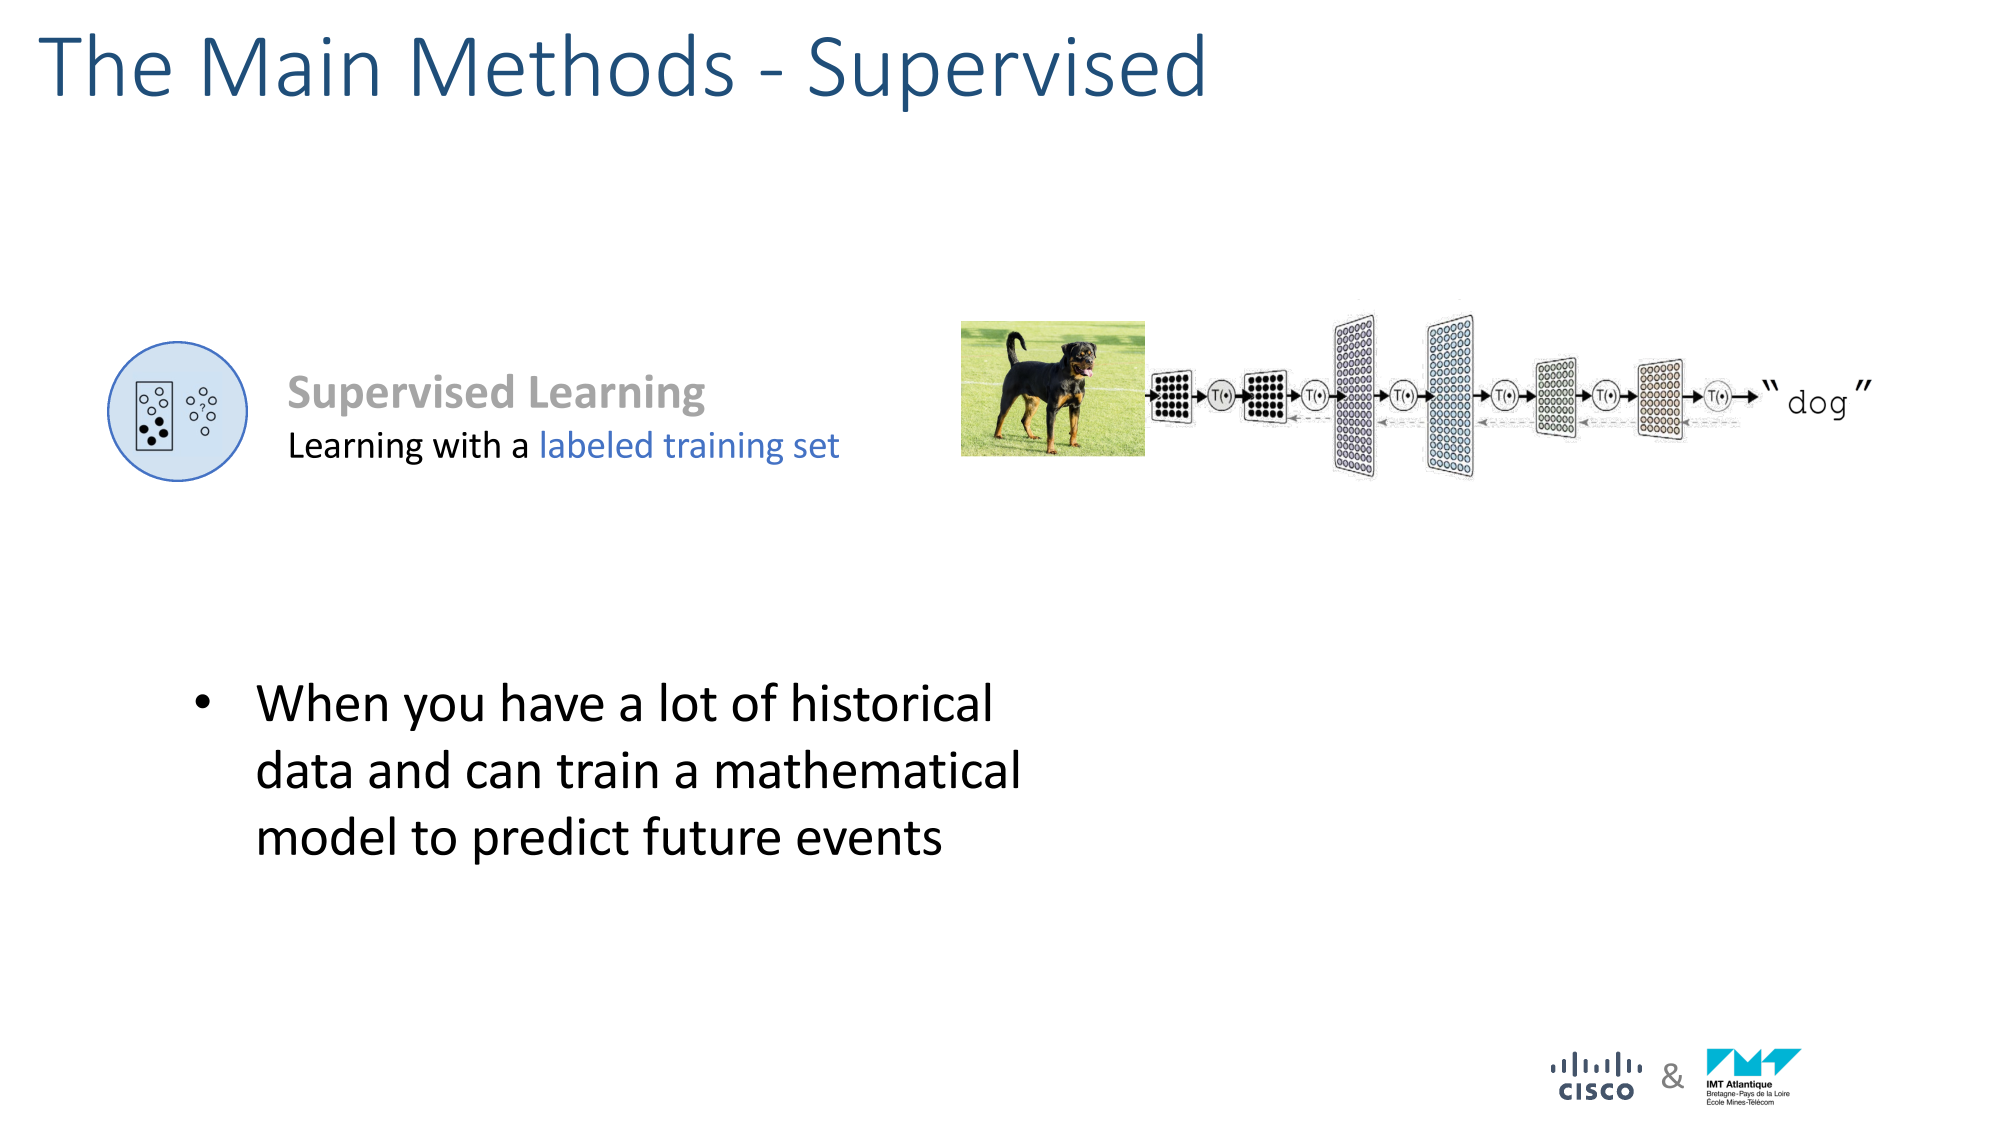 The Main Methods - Supervised
Supervised Learning
Learning with a labeled training set
?
T(•) T(•) T(•) T(•) T(•) T(•)
“dog”
• When you have a lot of historical
data and can train a mathematical
model to predict future events
CISCO
&
IMT Atlantique
Bretagne-Pays de la Loire
École Mines-Télécom